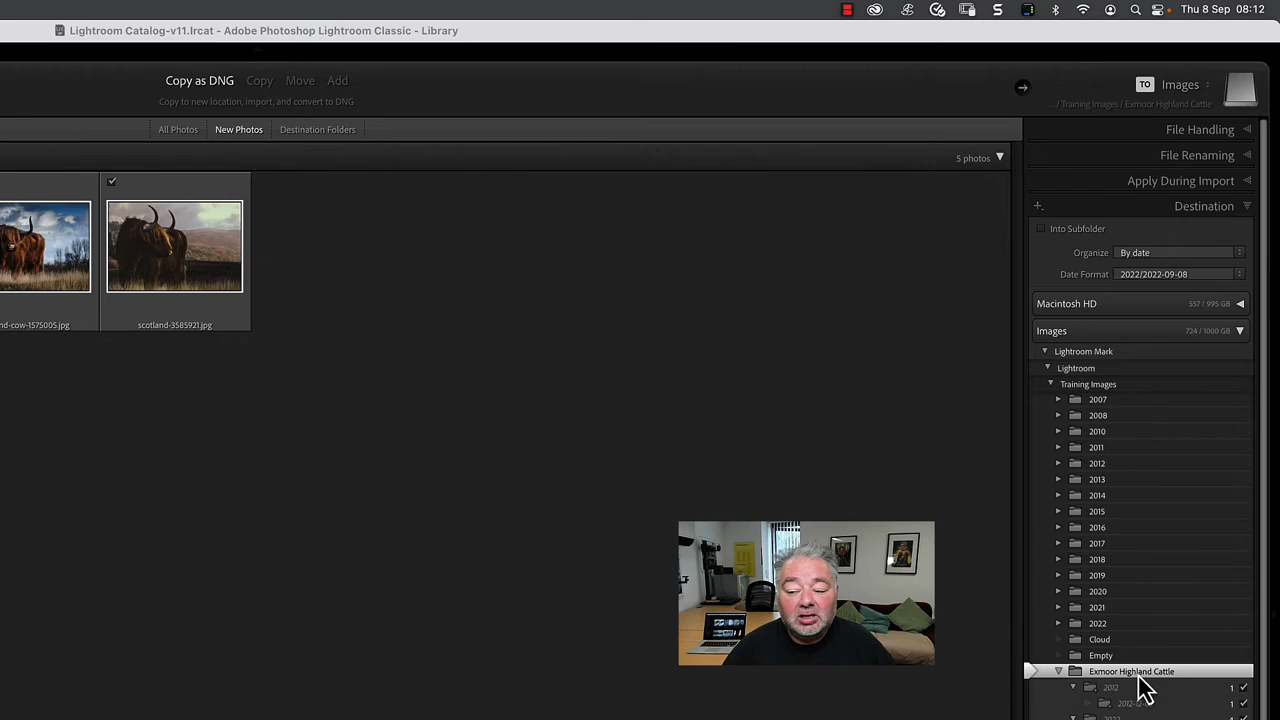 Thu 8 Sep 08:12
Lightroom Catalog-v11.lrcat - Adobe Photoshop Lightroom Classic - Library
Copy as DNG Copy Move Add
Copy to new location, import, and convert to DNG
TO Images
... / Training Images / Exmoor Highland Cattle
All Photos New Photos Destination Folders
5 photos
nd-cow-1575005.jpg
scotland-3585921.jpg
File Handling
File Renaming
Apply During Import
Destination
Into Subfolder
Organize By date
Date Format 2022/2022-09-08
Macintosh HD 557 / 995 GB
Images 724 / 1000 GB
Lightroom Mark
Lightroom
Training Images
2007
2008
2010
2011
2012
2013
2014
2015
2016
2017
2018
2019
2020
2021
2022
Cloud
Empty
Exmoor Highland Cattle
2012 1
2012-12 1